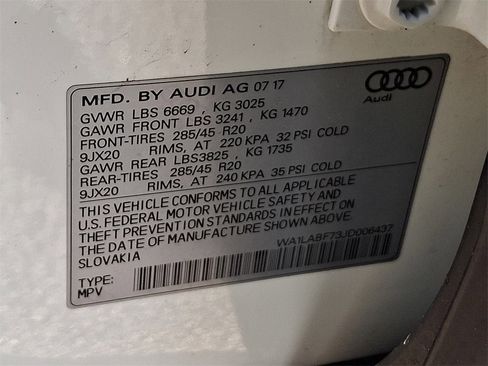 MFD. BY AUDI AG 07 17
GVWR LBS 6669 , KG 3025
GAWR FRONT LBS 3241 , KG 1470
FRONT-TIRES 285/45 R20
9JX20 RIMS, AT 220 KPA 32 PSI COLD
GAWR REAR LBS3825 , KG 1735
REAR-TIRES 285/45 R20
9JX20 RIMS, AT 240 KPA 35 PSI COLD
THIS VEHICLE CONFORMS TO ALL APPLICABLE
U.S. FEDERAL MOTOR VEHICLE SAFETY AND
THEFT PREVENTION STANDARDS IN EFFECT ON
THE DATE OF MANUFACTURE SHOWN ABOVE.
SLOVAKIA
WA1LABF73JD006437
TYPE:
MPV
Audi